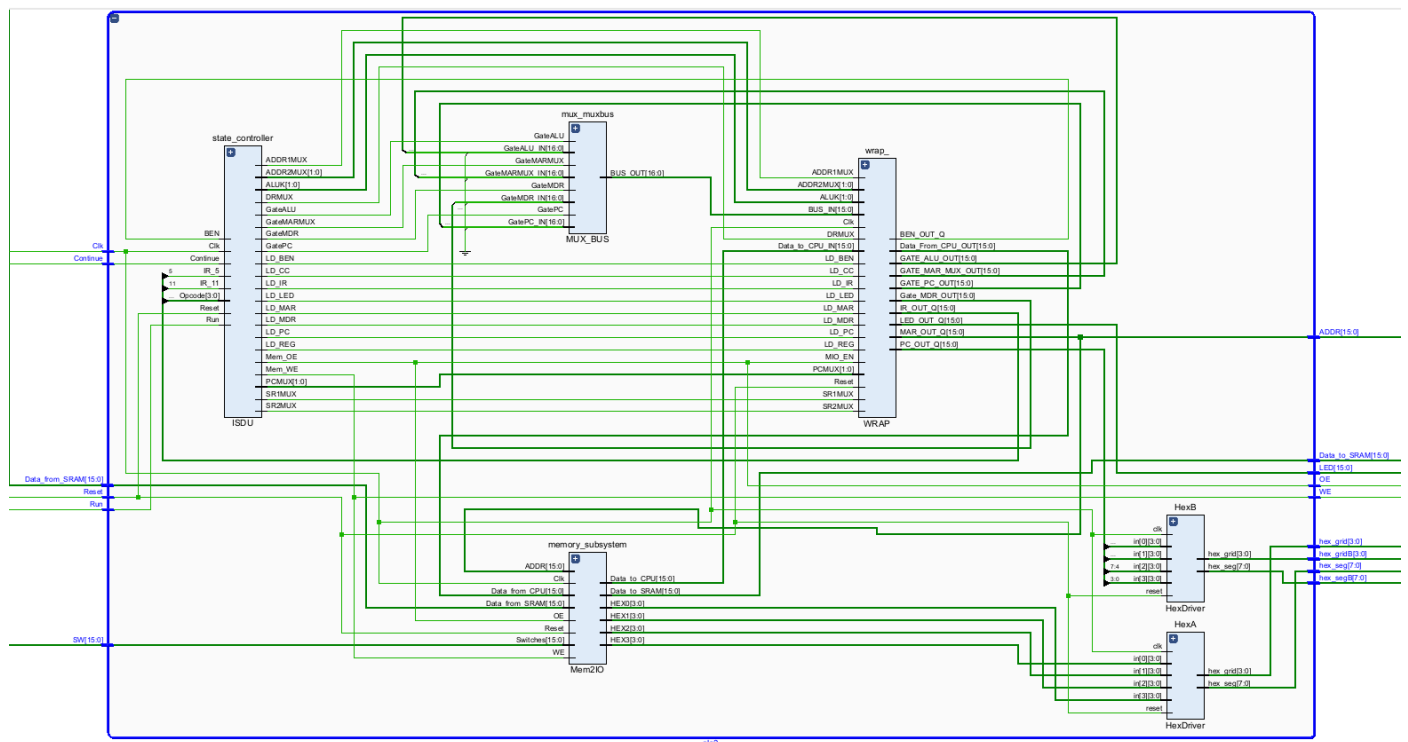 Clk
Continue
Data_from_SRAM[15:0]
Reset
Run
SW[15:0]
state_controller
BEN
Clk
Continue
5
IR_5
11
IR_11
...
Opcode[3:0]
Reset
Run
ADDR1MUX
ADDR2MUX[1:0]
ALUK[1:0]
DRMUX
GateALU
GateMARMUX
GateMDR
GatePC
LD_BEN
LD_CC
LD_IR
LD_LED
LD_MAR
LD_MDR
LD_PC
LD_REG
Mem_OE
Mem_WE
PCMUX[1:0]
SR1MUX
SR2MUX
ISDU
mux_muxbus
GateALU
GateALU_IN[16:0]
GateMARMUX
...
GateMARMUX_IN[16:0]
GateMDR
GateMDR_IN[16:0]
GatePC
...
GatePC_IN[16:0]
BUS_OUT[16:0]
MUX_BUS
wrap_
ADDR1MUX
ADDR2MUX[1:0]
ALUK[1:0]
BUS_IN[15:0]
Clk
DRMUX
Data_to_CPU_IN[15:0]
LD_BEN
LD_CC
LD_IR
LD_LED
LD_MAR
LD_MDR
LD_PC
LD_REG
MIO_EN
PCMUX[1:0]
Reset
SR1MUX
SR2MUX
BEN_OUT_Q
Data_From_CPU_OUT[15:0]
GATE_ALU_OUT[15:0]
GATE_MAR_MUX_OUT[15:0]
GATE_PC_OUT[15:0]
Gate_MDR_OUT[15:0]
IR_OUT_Q[15:0]
LED_OUT_Q[15:0]
MAR_OUT_Q[15:0]
PC_OUT_Q[15:0]
WRAP
memory_subsystem
ADDR[15:0]
Clk
Data_from_CPU[15:0]
Data_from_SRAM[15:0]
OE
Reset
Switches[15:0]
WE
Data_to_CPU[15:0]
Data_to_SRAM[15:0]
HEX0[3:0]
HEX1[3:0]
HEX2[3:0]
HEX3[3:0]
Mem2IO
HexB
clk
...
in[0][3:0]
...
in[1][3:0]
7:4
in[2][3:0]
3:0
in[3][3:0]
reset
hex_grid[3:0]
hex_seg[7:0]
HexDriver
HexA
clk
in[0][3:0]
in[1][3:0]
in[2][3:0]
in[3][3:0]
reset
hex_grid[3:0]
hex_seg[7:0]
HexDriver
ADDR[15:0]
Data_to_SRAM[15:0]
LED[15:0]
OE
WE
hex_grid[3:0]
hex_gridB[3:0]
hex_seg[7:0]
hex_segB[7:0]